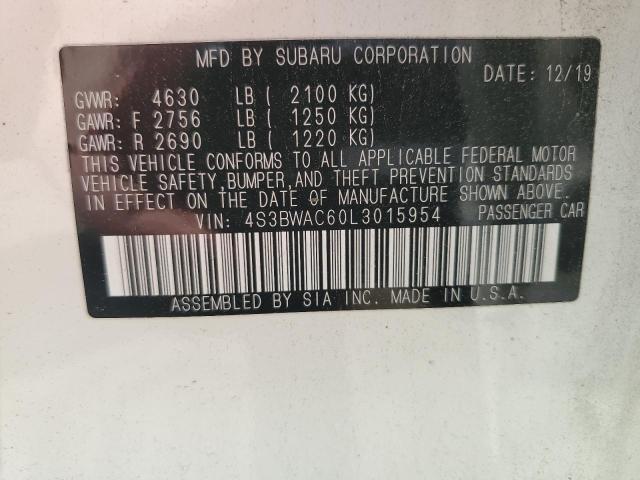 MFD BY SUBARU CORPORATION
DATE: 12/19
GVWR: 4630 LB ( 2100 KG)
GAWR: F 2756 LB ( 1250 KG)
GAWR: R 2690 LB ( 1220 KG)
THIS VEHICLE CONFORMS TO ALL APPLICABLE FEDERAL MOTOR
VEHICLE SAFETY, BUMPER, AND THEFT PREVENTION STANDARDS
IN EFFECT ON THE DATE OF MANUFACTURE SHOWN ABOVE.
VIN: 4S3BWAC60L3015954 PASSENGER CAR
ASSEMBLED BY SIA INC. MADE IN U.S.A.